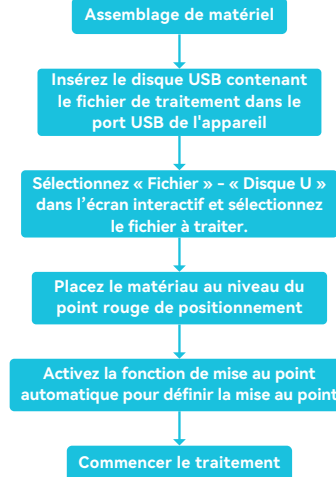 Assemblage de matériel
Insérez le disque USB contenant
le fichier de traitement dans le
port USB de l'appareil
Sélectionnez « Fichier » - « Disque U »
dans l’écran interactif et sélectionnez
le fichier à traiter.
Placez le matériau au niveau du
point rouge de positionnement
Activez la fonction de mise au point
automatique pour définir la mise au point
Commencer le traitement